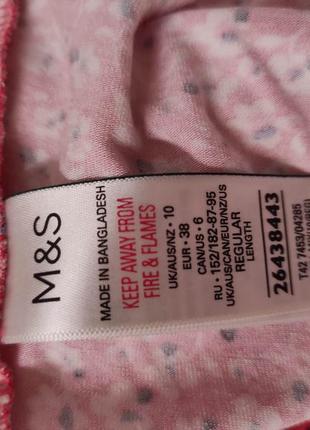 M&S
MADE IN BANGLADESH
KEEP AWAY FROM
FIRE & FLAMES
UK/AUS/NZ • 10
EUR • 38
CAN/US • 6
RU • 152/182-87-95
UK/AUS/CAN/EUR/NZ/US
REGULAR
LENGTH
26438443
T42 7453/04285